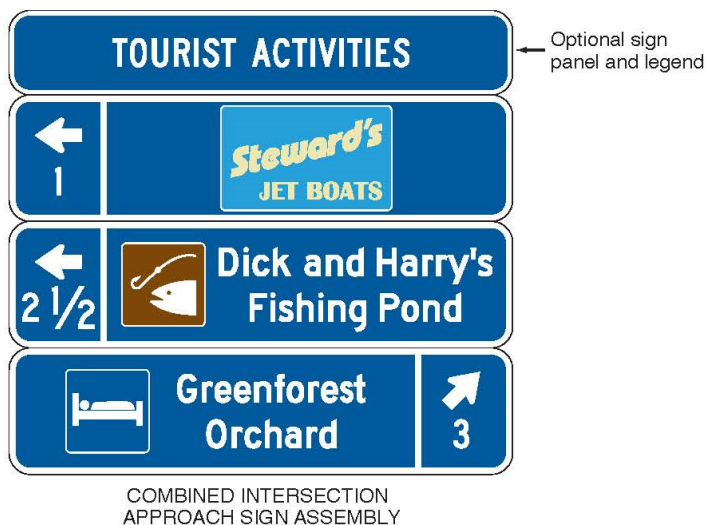 TOURIST ACTIVITIES
Optional sign
panel and legend
1
Steward's
JET BOATS
2 1/2
Dick and Harry's
Fishing Pond
Greenforest
Orchard
3
COMBINED INTERSECTION
APPROACH SIGN ASSEMBLY